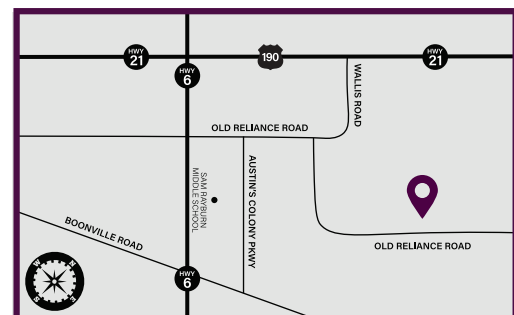 HWY
21
190
HWY
21
HWY
6
WALLIS ROAD
OLD RELIANCE ROAD
SAM RAYBURN
MIDDLE SCHOOL
AUSTIN'S COLONY PKWY
BOONVILLE ROAD
OLD RELIANCE ROAD
HWY
6
N
W
E
S